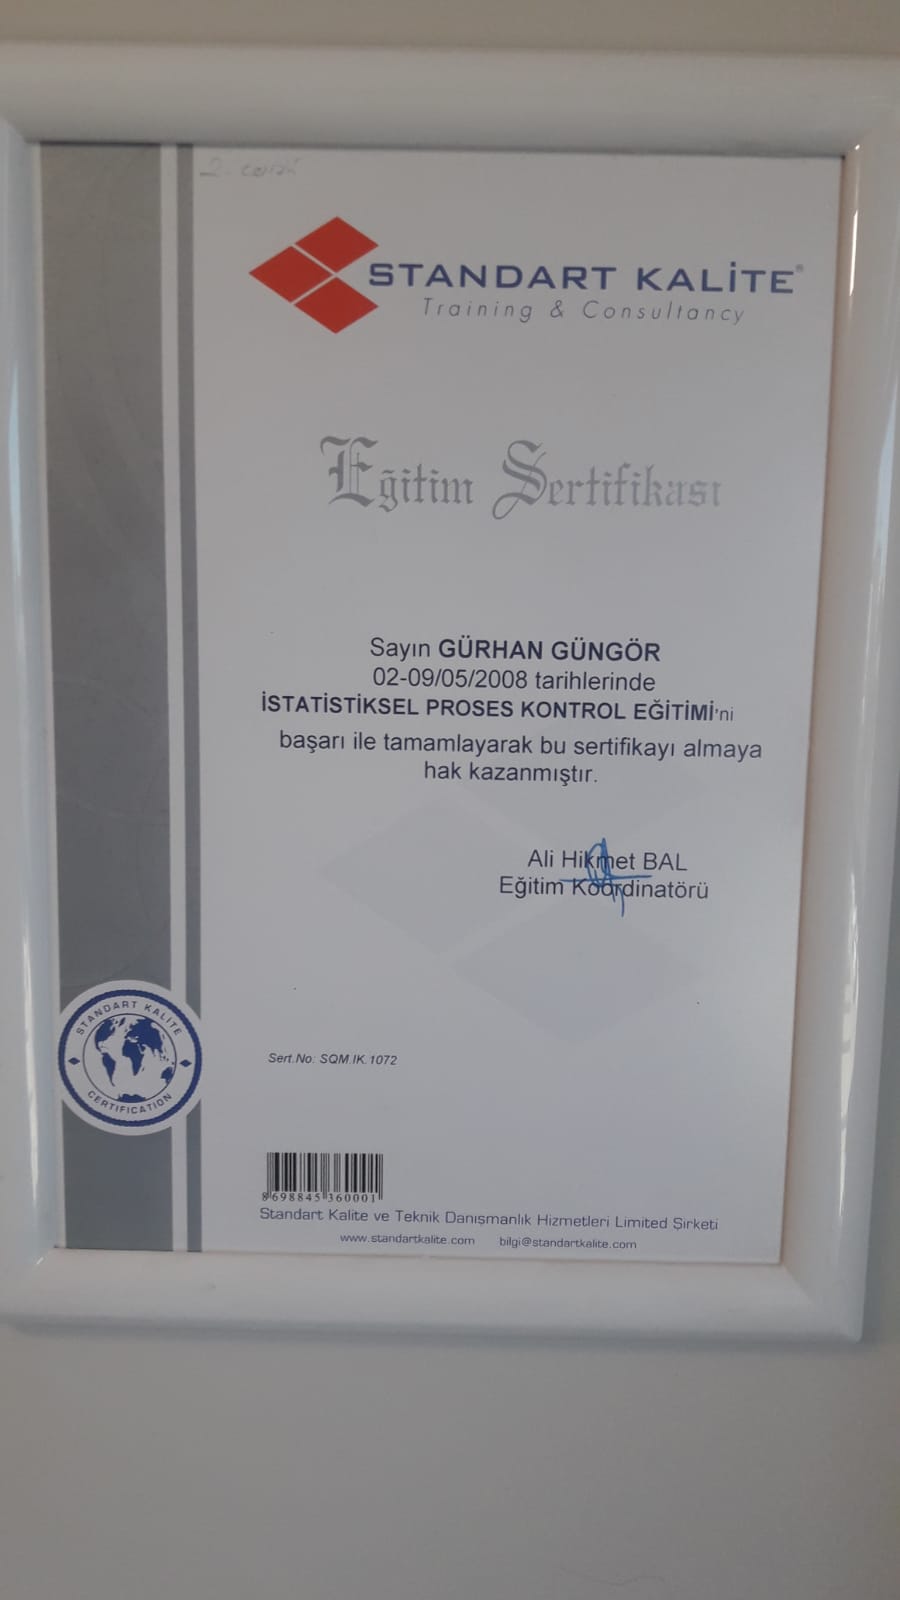 STANDART KALİTE®
Training & Consultancy
Eğitim Sertifikası
Sayın GÜRHAN GÜNGÖR
02-09/05/2008 tarihlerinde
İSTATİSTİKSEL PROSES KONTROL EĞİTİMİ'ni
başarı ile tamamlayarak bu sertifikayı almaya
hak kazanmıştır.
Ali Hikmet BAL
Eğitim Koordinatörü
STANDART KALİTE
CERTIFICATION
Sert.No: SQM IK.1072
8698845360001
Standart Kalite ve Teknik Danışmanlık Hizmetleri Limited Şirketi
www.standartkalite.com bilgi@standartkalite.com